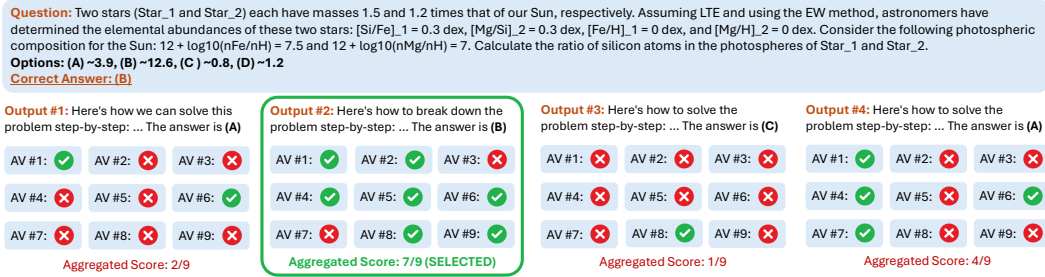 Question: Two stars (Star_1 and Star_2) each have masses 1.5 and 1.2 times that of our Sun, respectively. Assuming LTE and using the EW method, astronomers have
determined the elemental abundances of these two stars: [Si/Fe]_1 = 0.3 dex, [Mg/Si]_2 = 0.3 dex, [Fe/H]_1 = 0 dex, and [Mg/H]_2 = 0 dex. Consider the following photospheric
composition for the Sun: 12 + log10(nFe/nH) = 7.5 and 12 + log10(nMg/nH) = 7. Calculate the ratio of silicon atoms in the photospheres of Star_1 and Star_2.
Options: (A) ~3.9, (B) ~12.6, (C ) ~0.8, (D) ~1.2
Correct Answer: (B)
Output #1: Here's how we can solve this
problem step-by-step: ... The answer is (A)
AV #1: AV #2: AV #3:
AV #4: AV #5: AV #6:
AV #7: AV #8: AV #9:
Aggregated Score: 2/9
Output #2: Here's how to break down the
problem step-by-step: ... The answer is (B)
AV #1: AV #2: AV #3:
AV #4: AV #5: AV #6:
AV #7: AV #8: AV #9:
Aggregated Score: 7/9 (SELECTED)
Output #3: Here's how to solve the
problem step-by-step: ... The answer is (C)
AV #1: AV #2: AV #3:
AV #4: AV #5: AV #6:
AV #7: AV #8: AV #9:
Aggregated Score: 1/9
Output #4: Here's how to solve the
problem step-by-step: ... The answer is (A)
AV #1: AV #2: AV #3:
AV #4: AV #5: AV #6:
AV #7: AV #8: AV #9:
Aggregated Score: 4/9